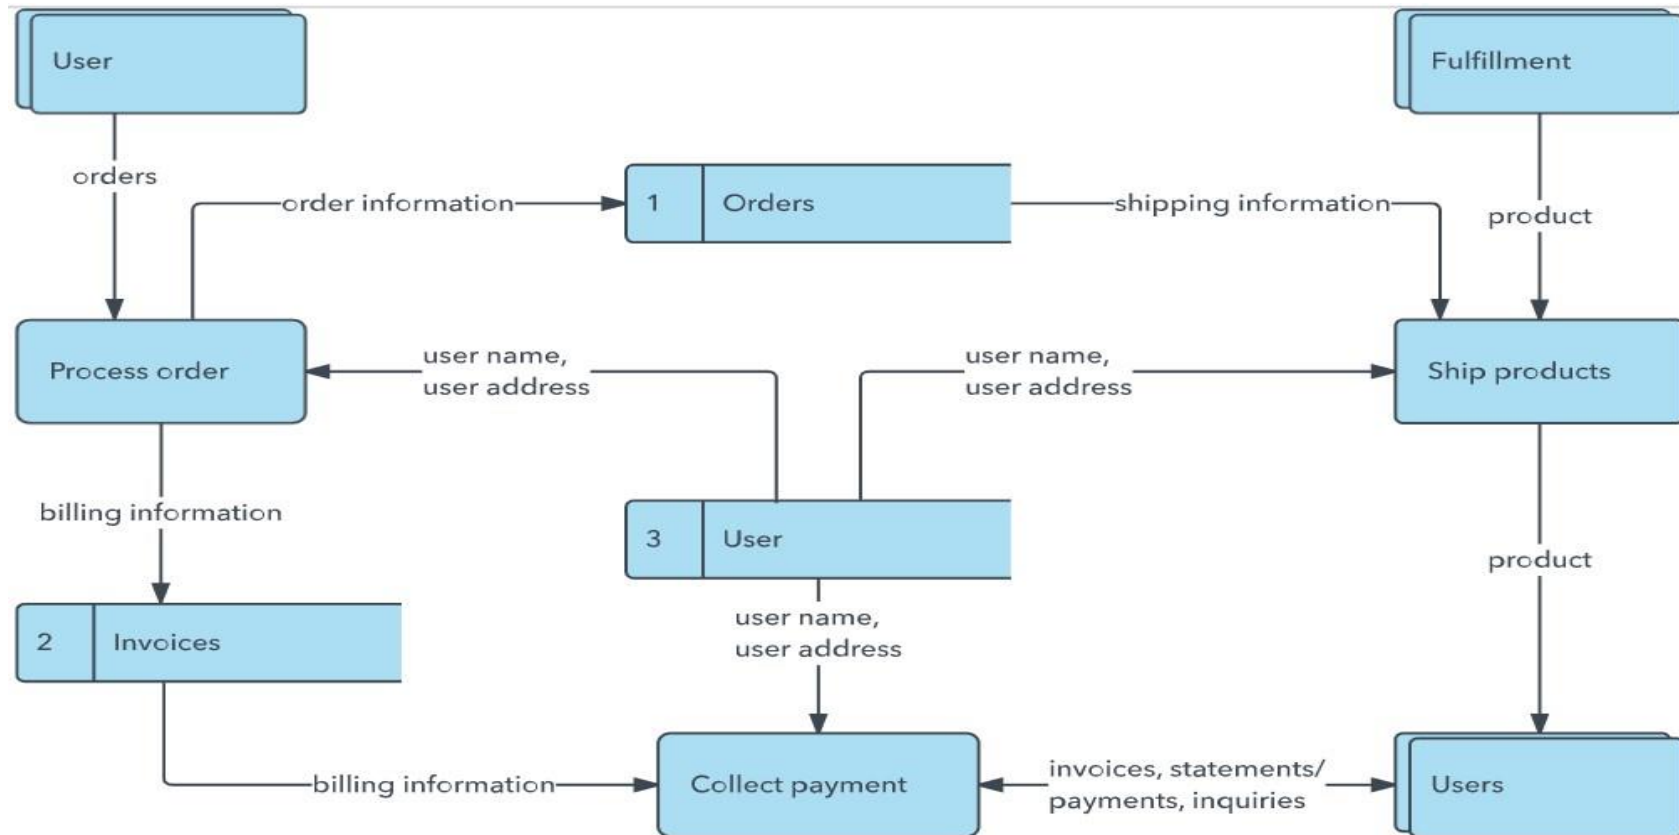 User
Fulfillment
orders
order information
1 Orders
shipping information
product
Process order
user name,
user address
user name,
user address
Ship products
billing information
3 User
product
2 Invoices
user name,
user address
billing information
Collect payment
invoices, statements/
payments, inquiries
Users